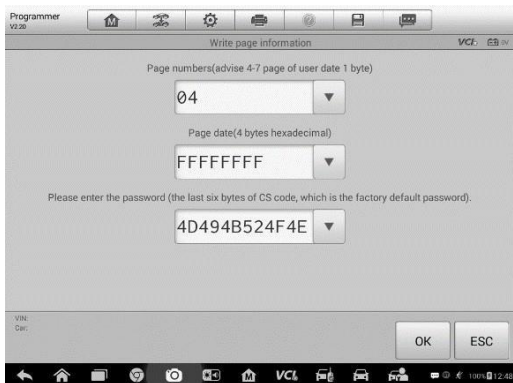 Programmer
V2.20
Write page information
VCI:
0V
Page numbers(advise 4-7 page of user date 1 byte)
04
Page date(4 bytes hexadecimal)
FFFFFFFF
Please enter the password (the last six bytes of CS code, which is the factory default password).
4D494B524F4E
VIN:
Car:
OK
ESC
VCI
100%
12:48